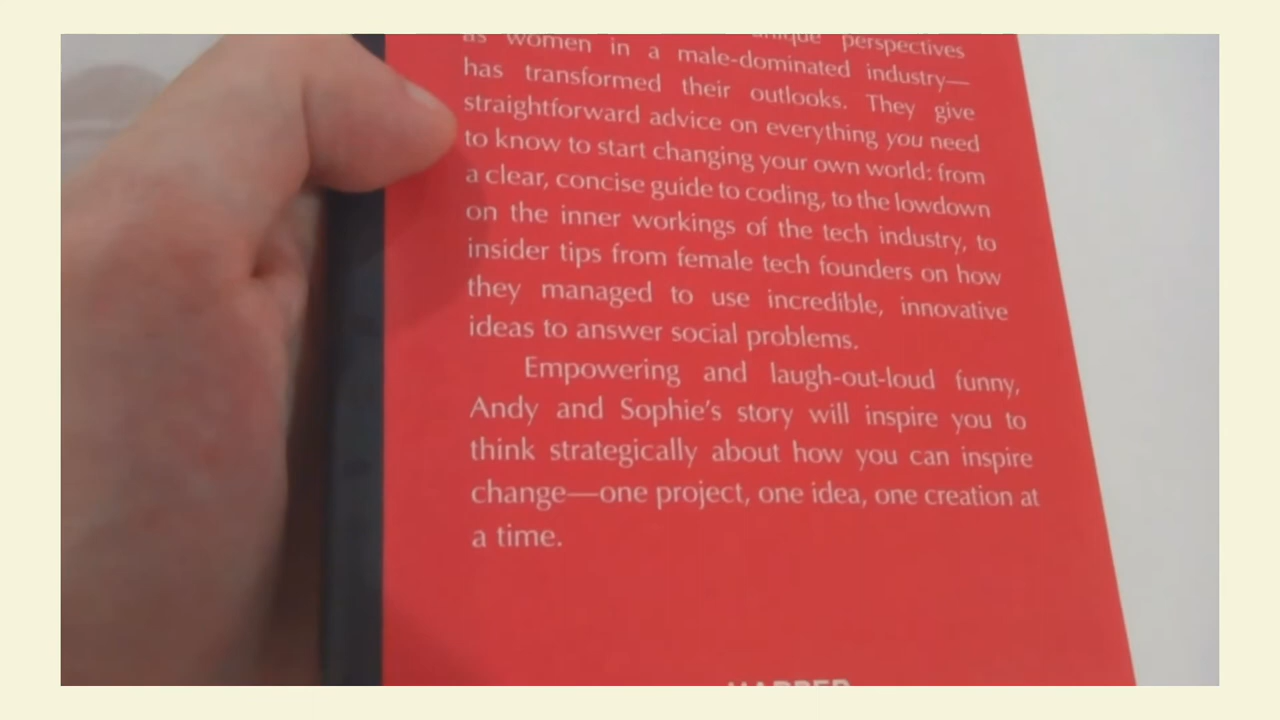 as women in a unique perspectives
male-dominated industry—
has transformed their outlooks. They give
straightforward advice on everything you need
to know to start changing your own world: from
a clear, concise guide to coding, to the lowdown
on the inner workings of the tech industry, to
insider tips from female tech founders on how
they managed to use incredible, innovative
ideas to answer social problems.
Empowering and laugh-out-loud funny,
Andy and Sophie's story will inspire you to
think strategically about how you can inspire
change—one project, one idea, one creation at
a time.
HARPER